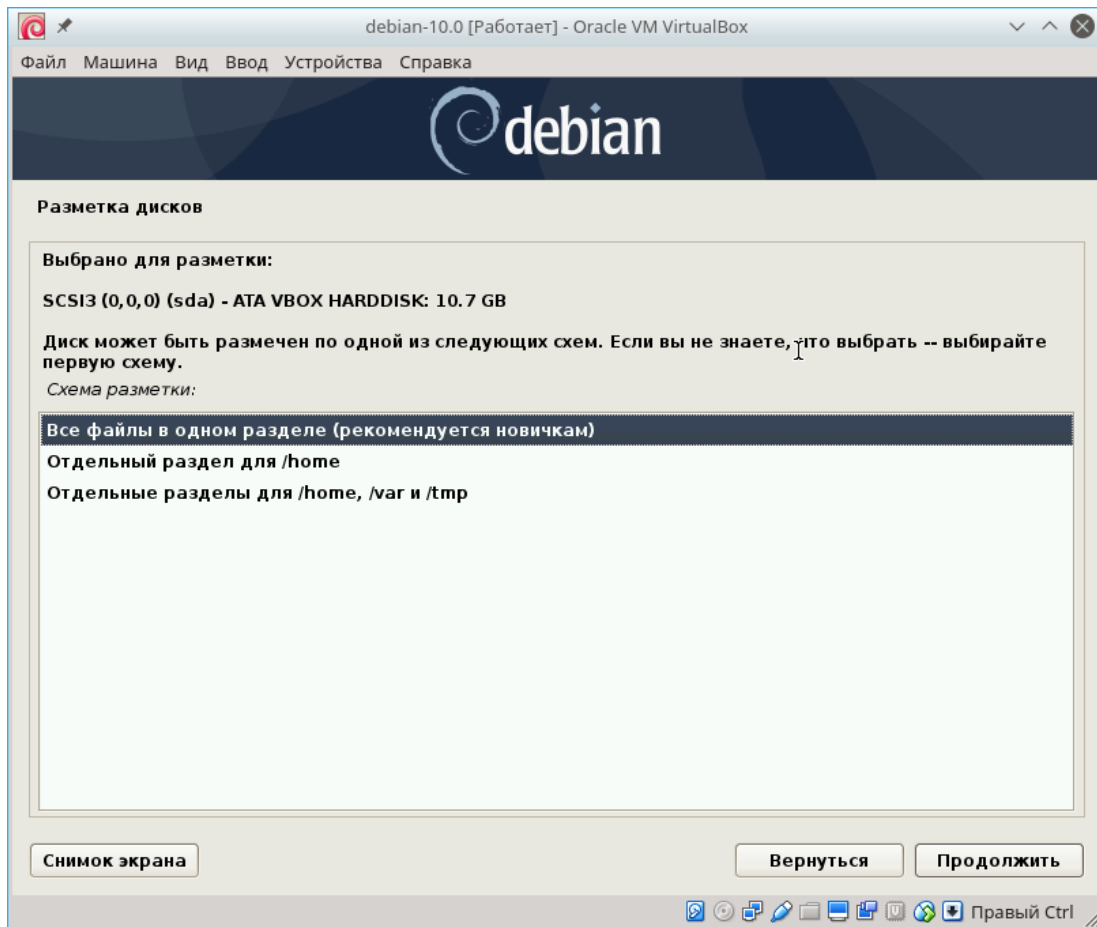 debian-10.0 [Работает] - Oracle VM VirtualBox
Файл Машина Вид Ввод Устройства Справка
debian
Разметка дисков
Выбрано для разметки:
SCSI3 (0,0,0) (sda) - ATA VBOX HARDDISK: 10.7 GB
Диск может быть размечен по одной из следующих схем. Если вы не знаете, что выбрать -- выбирайте
первую схему.
Схема разметки:
Все файлы в одном разделе (рекомендуется новичкам)
Отдельный раздел для /home
Отдельные разделы для /home, /var и /tmp
Снимок экрана
Вернуться
Продолжить
Правый Ctrl